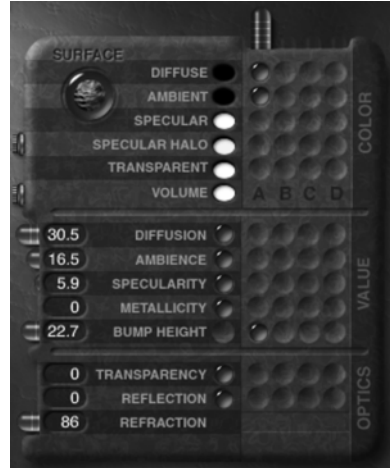 SURFACE
DIFFUSE
AMBIENT
SPECULAR
SPECULAR HALO
TRANSPARENT
VOLUME A B C D
COLOR
30.5 DIFFUSION
16.5 AMBIENCE
5.9 SPECULARITY
0 METALLICITY
22.7 BUMP HEIGHT
VALUE
0 TRANSPARENCY
0 REFLECTION
86 REFRACTION
OPTICS